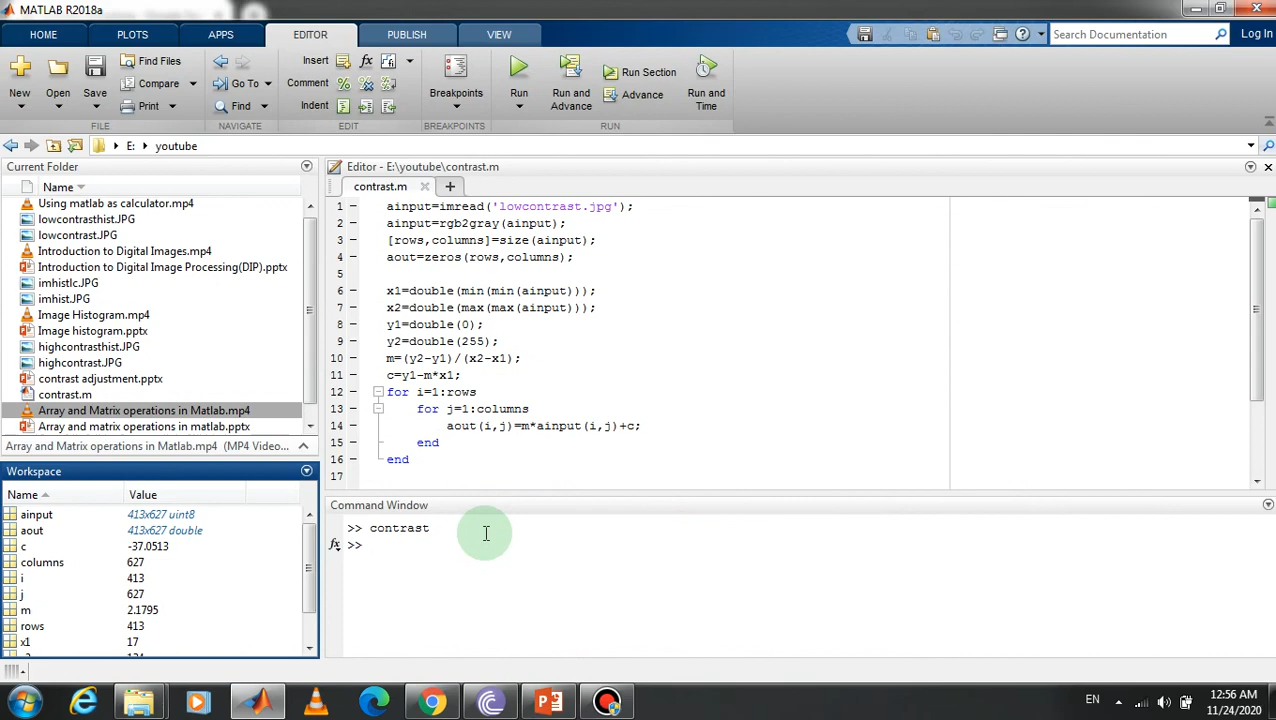 MATLAB R2018a
HOME PLOTS APPS EDITOR PUBLISH VIEW Search Documentation Log In
New Open Save Find Files Compare Print
Go To Find
Insert Comment Indent
Breakpoints
Run Run and Advance Run Section Advance Run and Time
FILE NAVIGATE EDIT BREAKPOINTS RUN
E: youtube
Current Folder
Name
Using matlab as calculator.mp4
lowcontrasthist.JPG
lowcontrast.JPG
Introduction to Digital Images.mp4
Introduction to Digital Image Processing(DIP).pptx
imhistlc.JPG
imhist.JPG
Image Histogram.mp4
Image histogram.pptx
highcontrasthist.JPG
highcontrast.JPG
contrast adjustment.pptx
contrast.m
Array and Matrix operations in Matlab.mp4
Array and matrix operations in matlab.pptx
Array and Matrix operations in Matlab.mp4 (MP4 Video...
Workspace
Name Value
ainput 413x627 uint8
aout 413x627 double
c -37.0513
columns 627
i 413
j 627
m 2.1795
rows 413
x1 17
Editor - E:\youtube\contrast.m
contrast.m
1 ainput=imread('lowcontrast.jpg');
2 ainput=rgb2gray(ainput);
3 [rows,columns]=size(ainput);
4 aout=zeros(rows,columns);
5
6 x1=double(min(min(ainput)));
7 x2=double(max(max(ainput)));
8 y1=double(0);
9 y2=double(255);
10 m=(y2-y1)/(x2-x1);
11 c=y1-m*x1;
12 for i=1:rows
13 for j=1:columns
14 aout(i,j)=m*ainput(i,j)+c;
15 end
16 end
17
Command Window
>> contrast
fx >>
EN 12:56 AM
11/24/2020